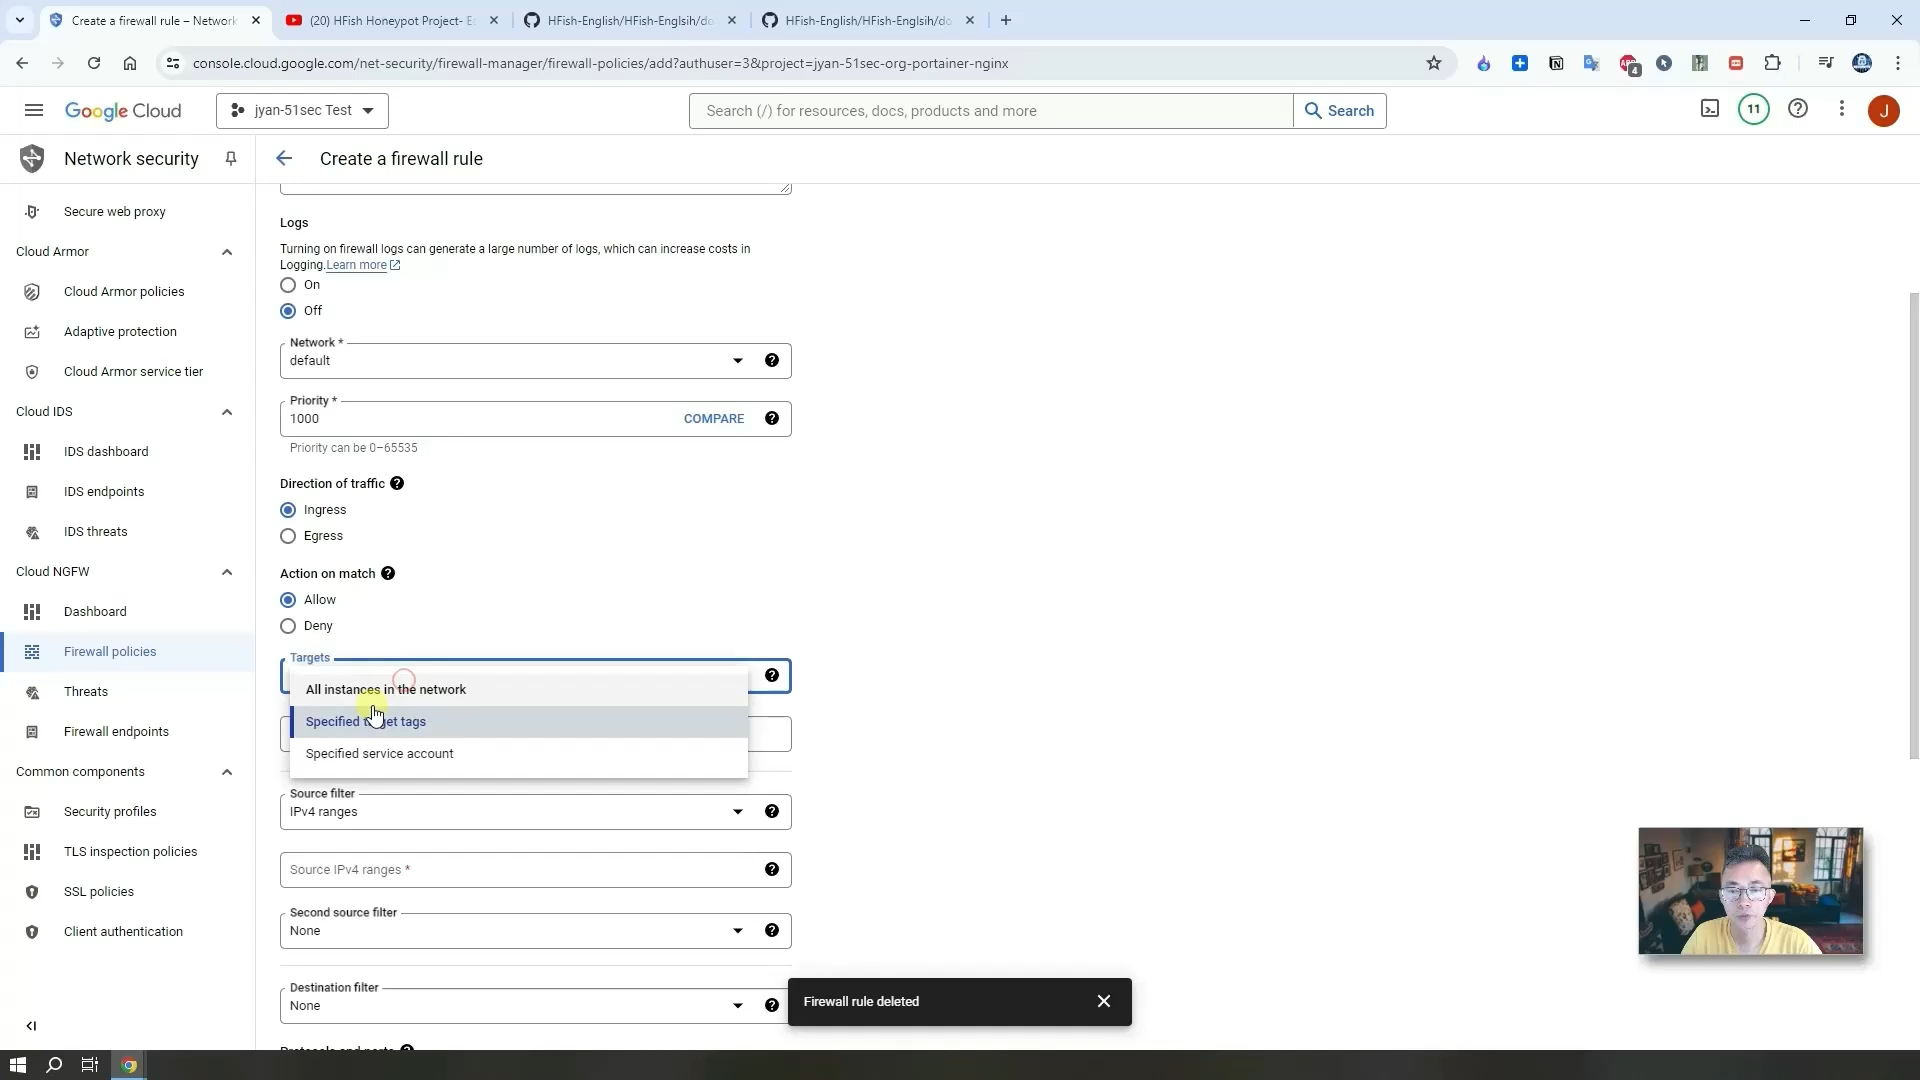 Create a firewall rule – Network
(20) HFish Honeypot Project- E
HFish-English/HFish-Englsih/do
HFish-English/HFish-Englsih/do
console.cloud.google.com/net-security/firewall-manager/firewall-policies/add?authuser=3&project=jyan-51sec-org-portainer-nginx
4
Google Cloud
jyan-51sec Test
Search (/) for resources, docs, products and more
Search
11
J
Network security
Create a firewall rule
Secure web proxy
Cloud Armor
Cloud Armor policies
Adaptive protection
Cloud Armor service tier
Cloud IDS
IDS dashboard
IDS endpoints
IDS threats
Cloud NGFW
Dashboard
Firewall policies
Threats
Firewall endpoints
Common components
Security profiles
TLS inspection policies
SSL policies
Client authentication
Logs
Turning on firewall logs can generate a large number of logs, which can increase costs in
Logging. Learn more
On
Off
Network *
default
Priority *
1000
COMPARE
Priority can be 0–65535
Direction of traffic
Ingress
Egress
Action on match
Allow
Deny
Targets
All instances in the network
Specified target tags
Specified service account
Source filter
IPv4 ranges
Source IPv4 ranges *
Second source filter
None
Destination filter
None
Protocols and ports
Firewall rule deleted